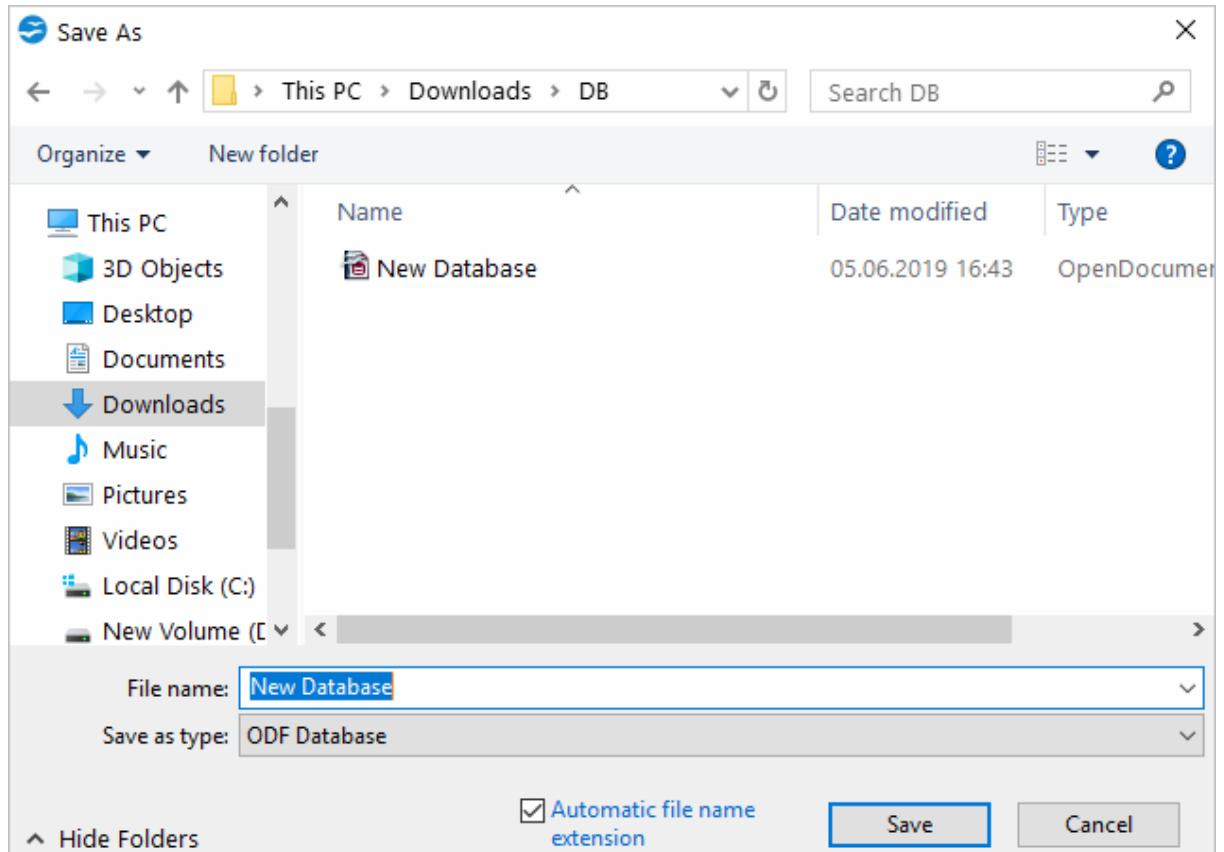 Save As
This PC > Downloads > DB
Search DB
Organize
New folder
Name
Date modified
Type
This PC
3D Objects
Desktop
Documents
Downloads
Music
Pictures
Videos
Local Disk (C:)
New Volume (D
New Database
05.06.2019 16:43
OpenDocumen
File name:
New Database
Save as type:
ODF Database
Automatic file name
extension
Save
Cancel
Hide Folders